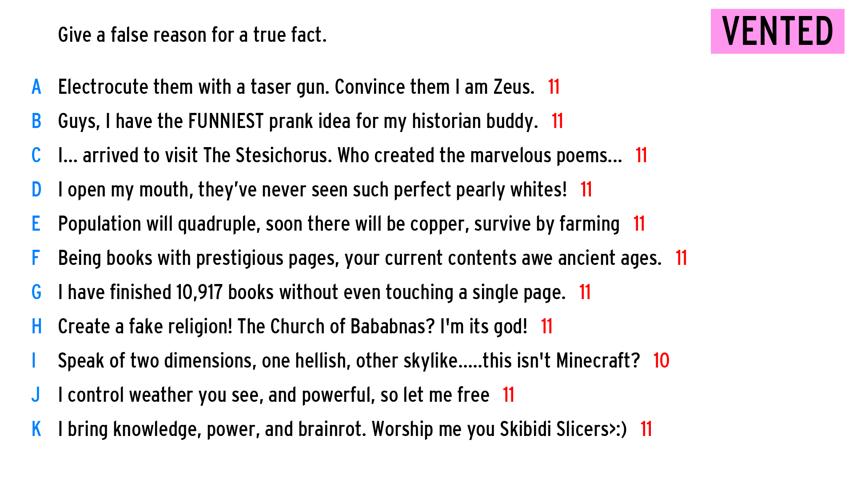 Give a false reason for a true fact.
VENTED
A Electrocute them with a taser gun. Convince them I am Zeus. 11
B Guys, I have the FUNNIEST prank idea for my historian buddy. 11
C I... arrived to visit The Stesichorus. Who created the marvelous poems... 11
D I open my mouth, they've never seen such perfect pearly whites! 11
E Population will quadruple, soon there will be copper, survive by farming 11
F Being books with prestigious pages, your current contents awe ancient ages. 11
G I have finished 10,917 books without even touching a single page. 11
H Create a fake religion! The Church of Bababnas? I'm its god! 11
I Speak of two dimensions, one hellish, other skylike.....this isn't Minecraft? 10
J I control weather you see, and powerful, so let me free 11
K I bring knowledge, power, and brainrot. Worship me you Skibidi Slicers>:) 11